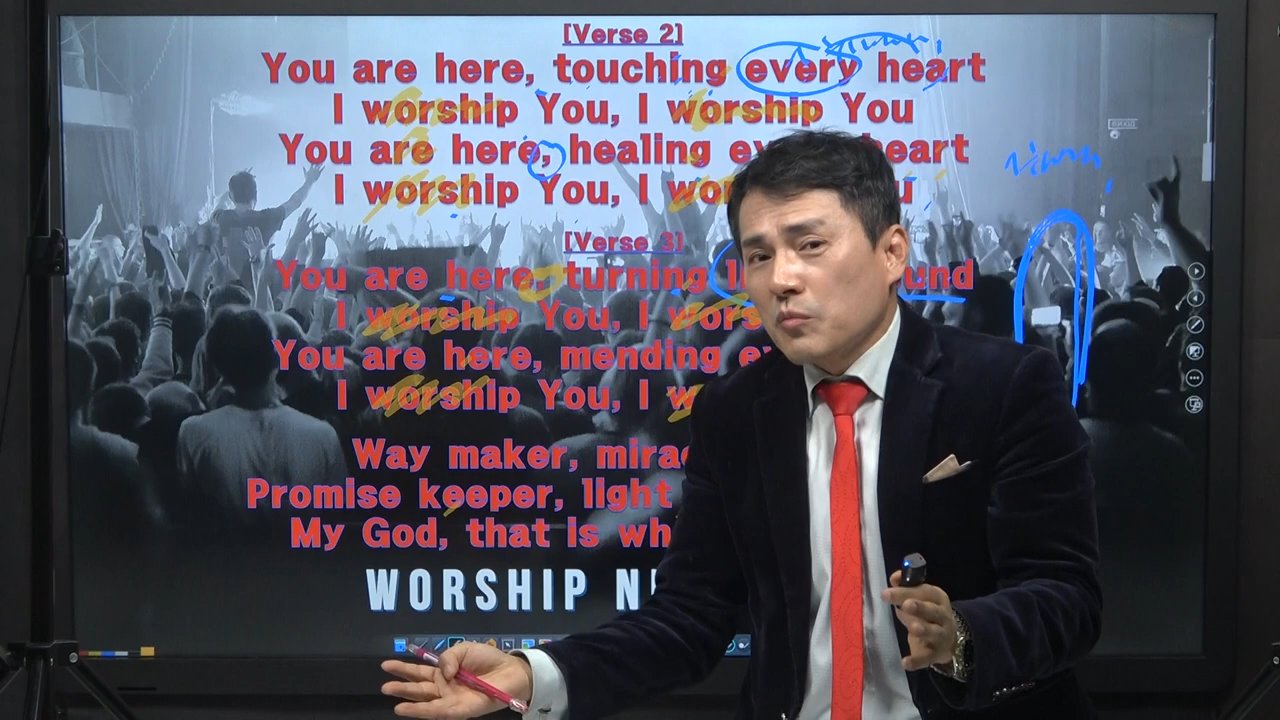 [Verse 2]
You are here, touching every heart
I worship You, I worship You
You are here, healing heart
I worship You, I
[Verse 3]
You are here, turning
I worship You, I
You are here, mending
I worship You, I
Way maker,
Promise keeper, light
My God, that is
WORSHIP